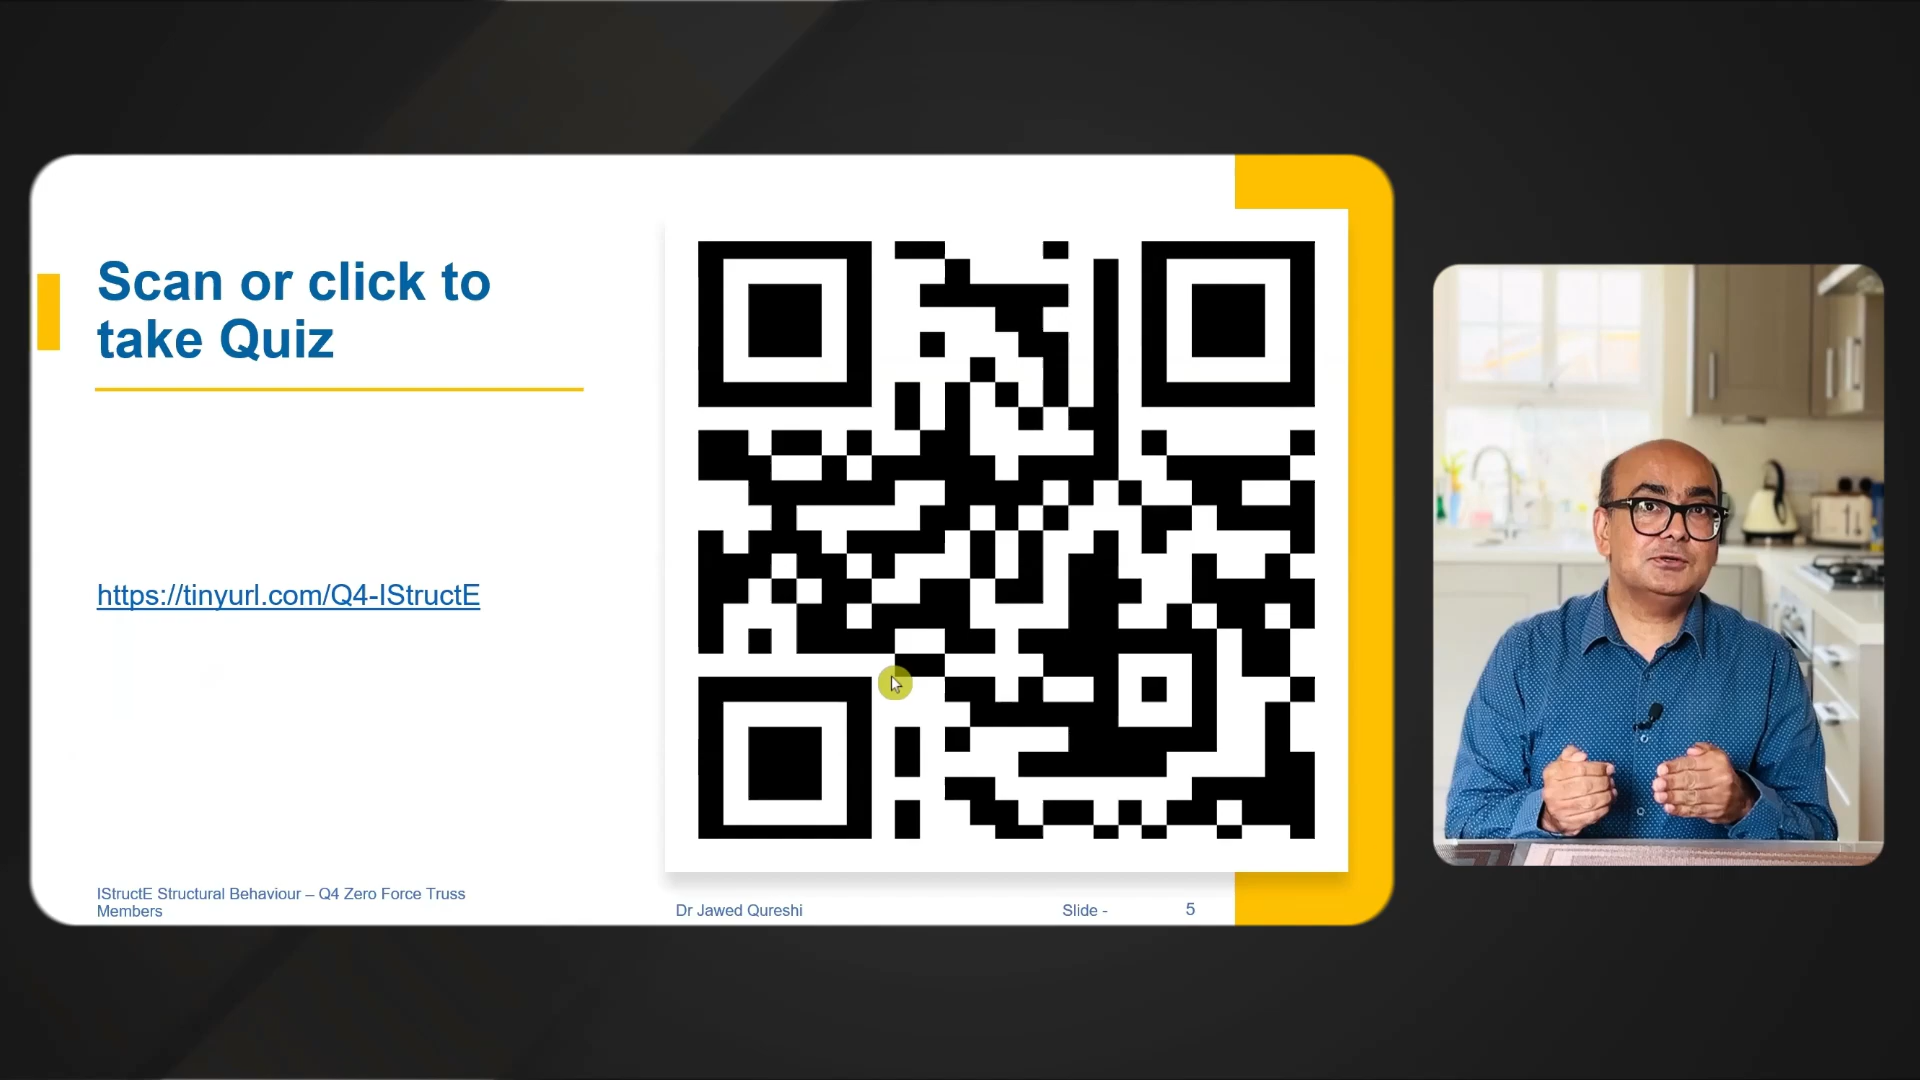 Scan or click to
take Quiz
https://tinyurl.com/Q4-IStructE
IStructE Structural Behaviour – Q4 Zero Force Truss
Members
Dr Jawed Qureshi
Slide -
5